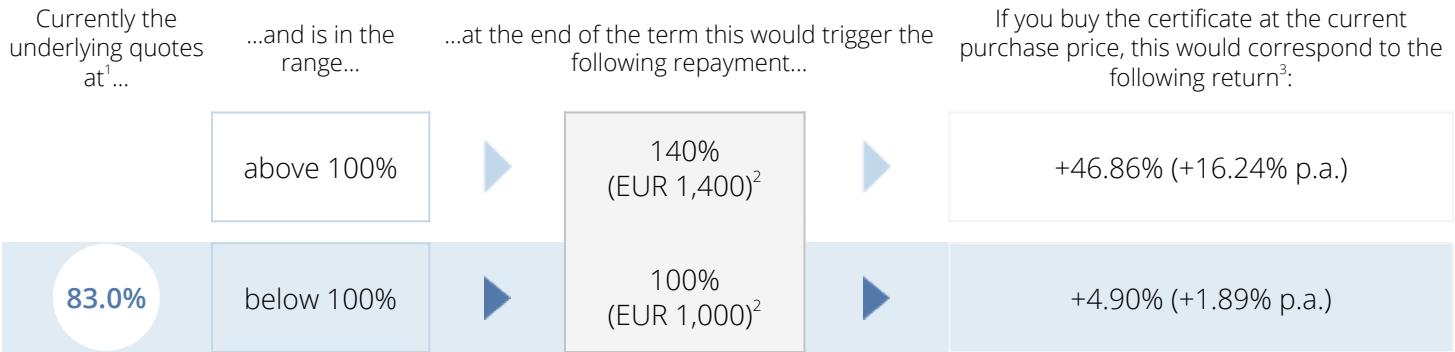 Currently the
underlying quotes
at¹...
...and is in the
range...
...at the end of the term this would trigger the
following repayment...
If you buy the certificate at the current
purchase price, this would correspond to the
following return³:
above 100%
140%
(EUR 1,400)²
+46.86% (+16.24% p.a.)
83.0%
below 100%
100%
(EUR 1,000)²
+4.90% (+1.89% p.a.)